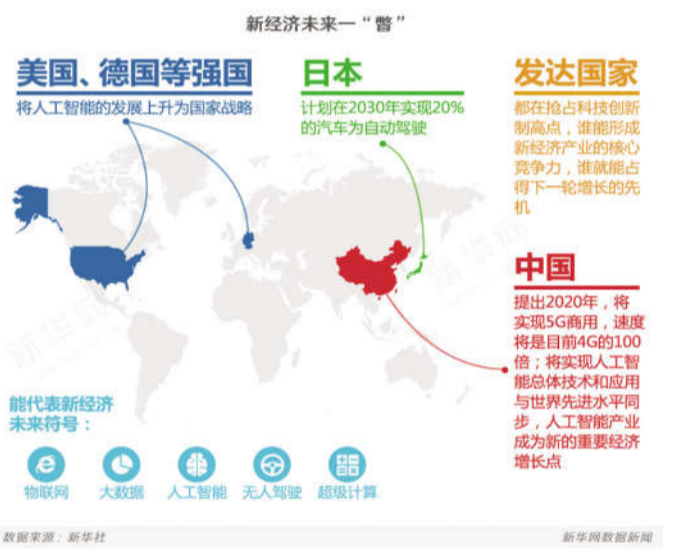 新经济未来一“瞥”
美国、德国等强国
将人工智能的发展上升为国家战略
日本
计划在2030年实现20%
的汽车为自动驾驶
发达国家
都在抢占科技创新
制高点，谁能形成
新经济产业的核心
竞争力，谁就能占
得下一轮增长的先
机
中国
提出2020年，将
实现5G商用，速度
将是目前4G的100
倍；将实现人工智
能总体技术和应用
与世界先进水平同
步，人工智能产业
成为新的重要经济
增长点
能代表新经济
未来符号：
物联网
大数据
人工智能
无人驾驶
超级计算
数据来源：新华社
新华网数据新闻
新华网
新华网